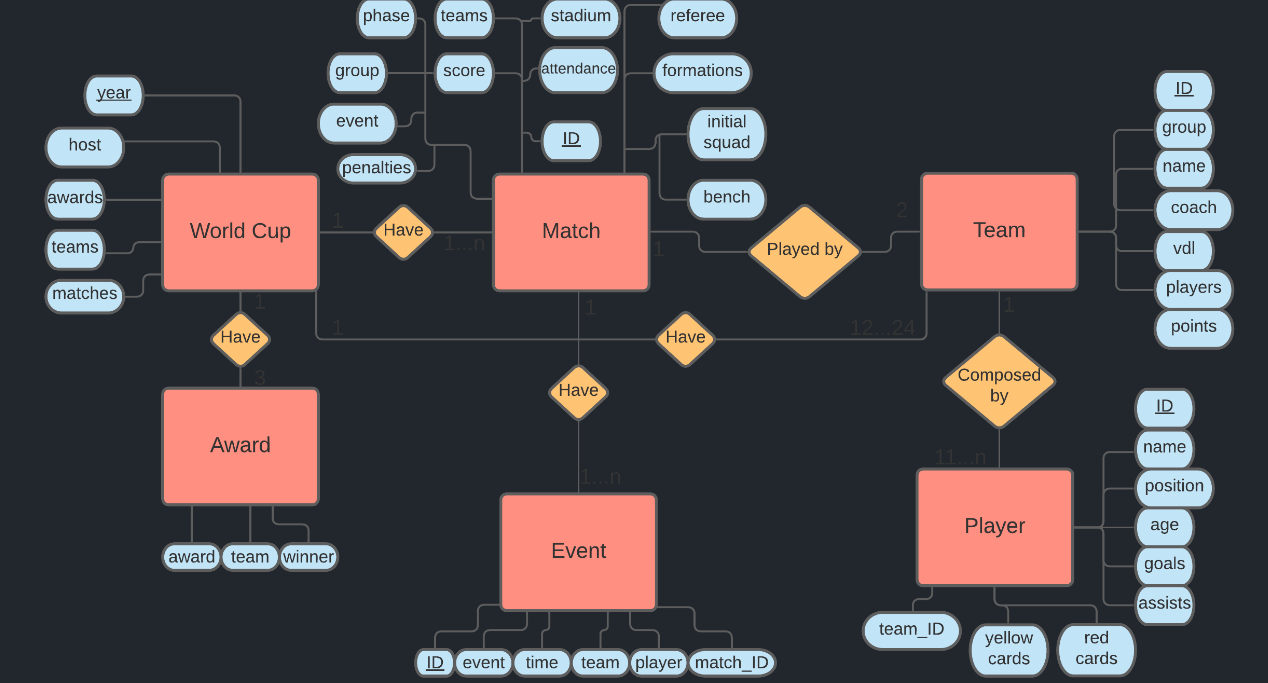 phase
teams
stadium
referee
group
score
attendance
formations
year
ID
event
initial
squad
group
host
ID
penalties
name
awards
bench
coach
World Cup
1
Have
1...n
Match
1
Played by
2
Team
teams
vdl
matches
players
1
1
1
points
Have
1
Have
12...24
3
Have
Composed
by
ID
Award
11...n
name
1...n
position
Event
Player
age
award
team
winner
goals
assists
team_ID
yellow
cards
red
cards
ID
event
time
team
player
match_ID